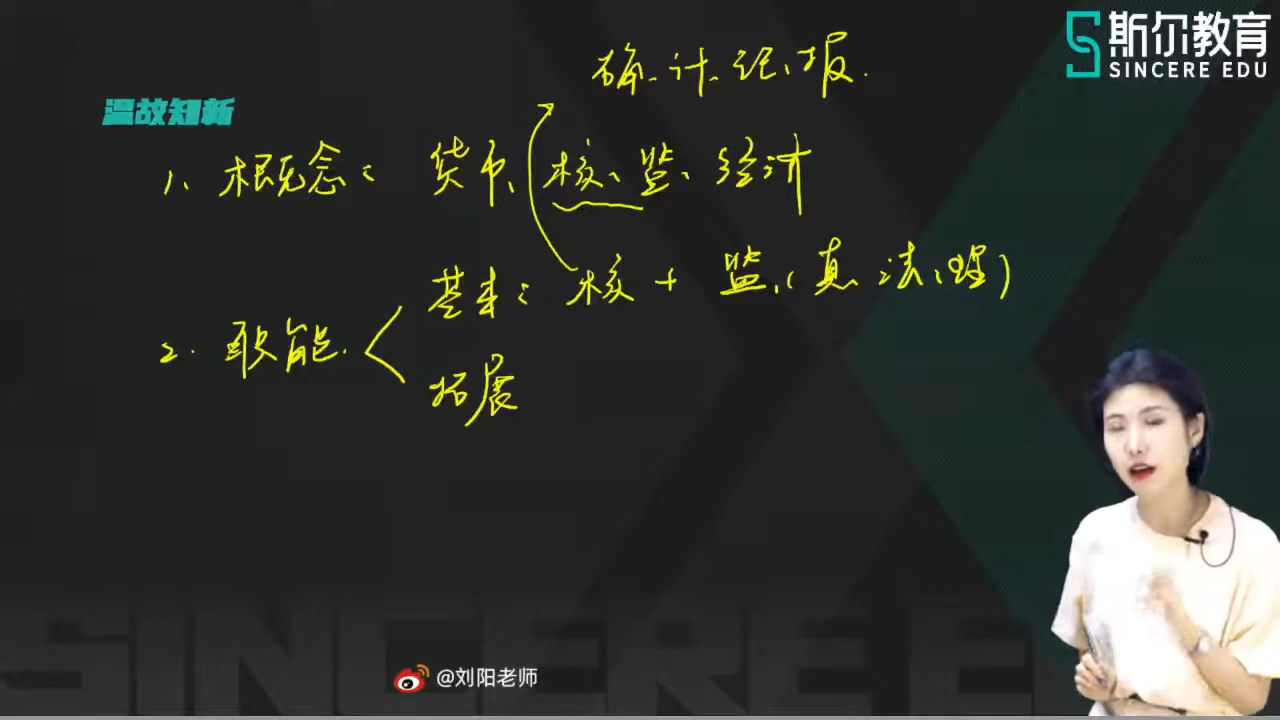 斯尔教育
SINCERE EDU
确、计、记、报.
温故知新
1、概念: 货币、核、监、经济
基本: 核 + 监、(真、法、理)
2. 职能.
拓展
SINCERE E
@刘阳老师